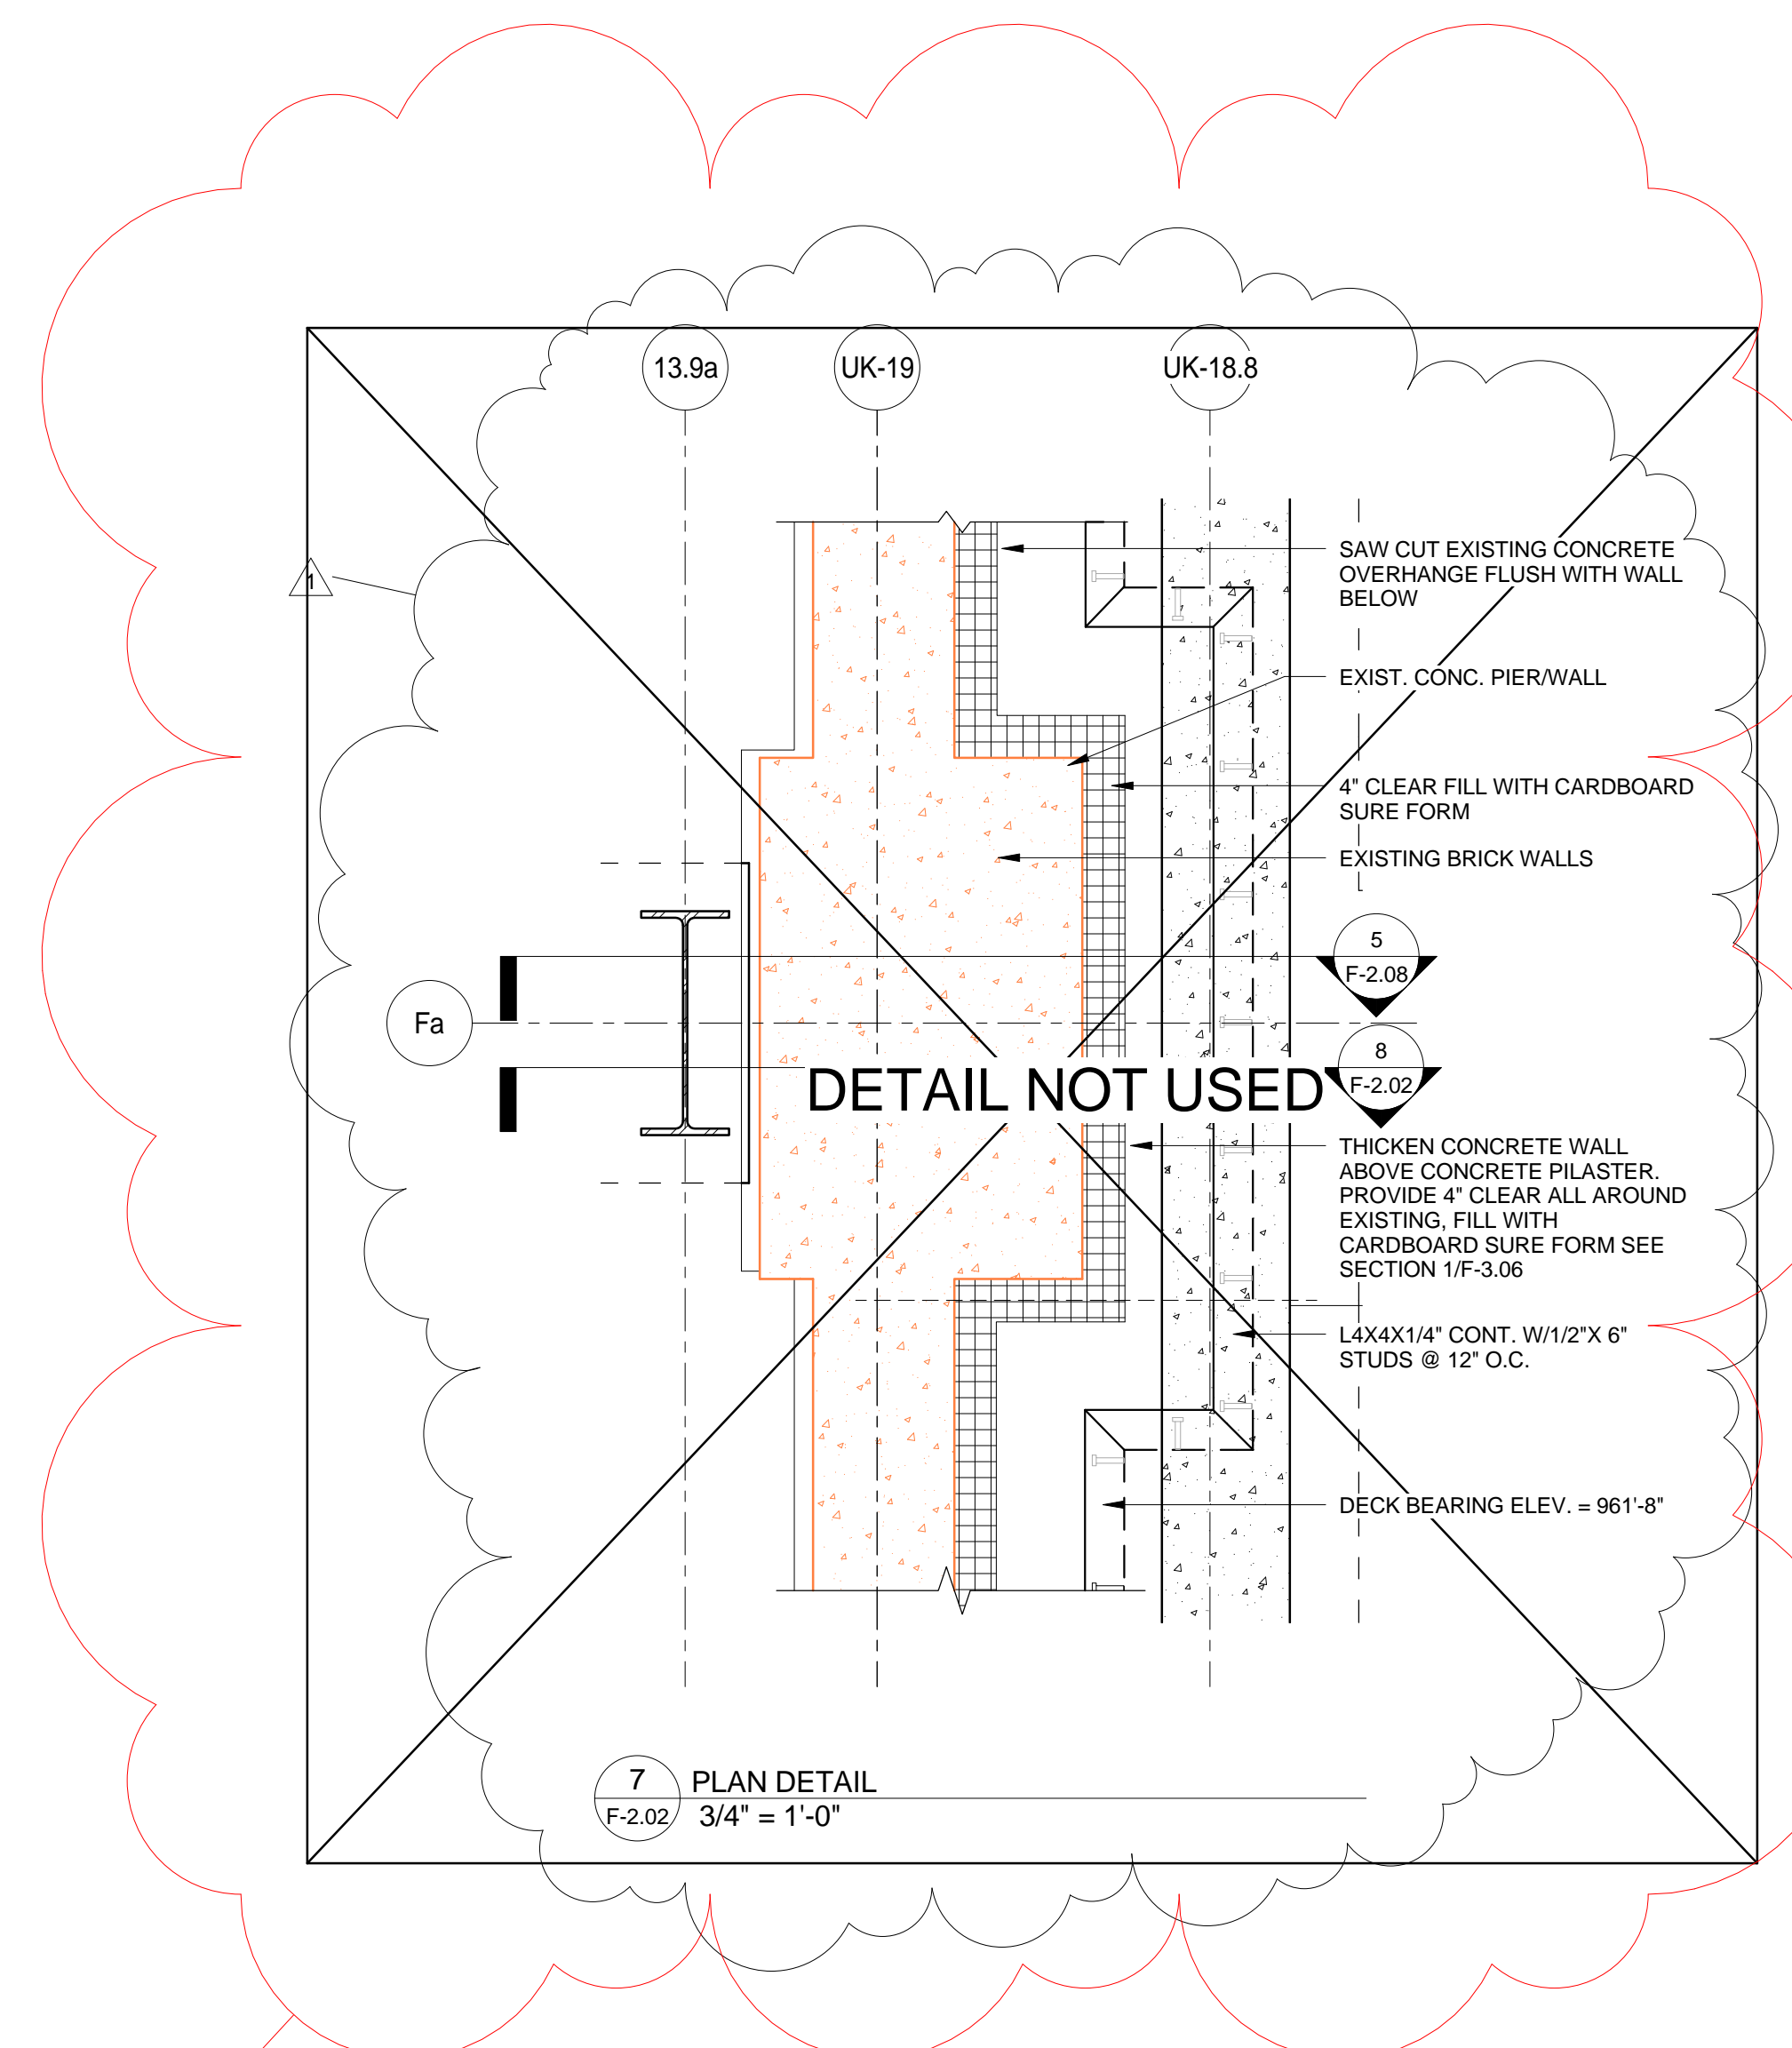 13.9a
UK-19
UK-18.8
SAW CUT EXISTING CONCRETE
OVERHANGE FLUSH WITH WALL
BELOW
1
EXIST. CONC. PIER/WALL
4" CLEAR FILL WITH CARDBOARD
SURE FORM
EXISTING BRICK WALLS
5
F-2.08
Fa
8
F-2.02
DETAIL NOT USED
THICKEN CONCRETE WALL
ABOVE CONCRETE PILASTER.
PROVIDE 4" CLEAR ALL AROUND
EXISTING, FILL WITH
CARDBOARD SURE FORM SEE
SECTION 1/F-3.06
L4X4X1/4" CONT. W/1/2"X 6"
STUDS @ 12" O.C.
DECK BEARING ELEV. = 961'-8"
7
F-2.02
PLAN DETAIL
3/4" = 1'-0"